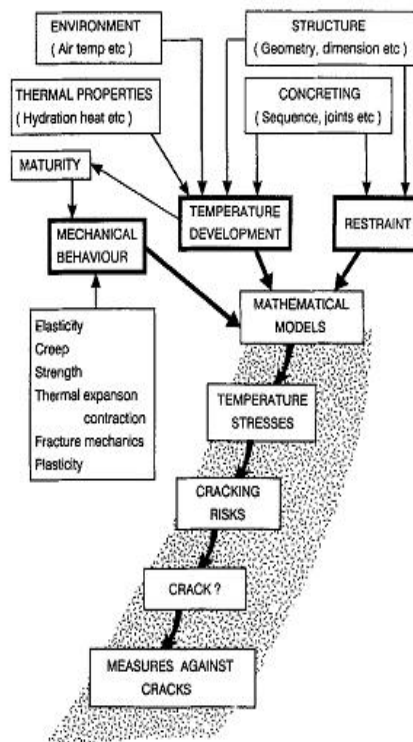 ENVIRONMENT
( Air temp etc )
STRUCTURE
( Geometry, dimension etc )
THERMAL PROPERTIES
( Hydration heat etc )
CONCRETING
( Sequence, joints etc )
MATURITY
MECHANICAL
BEHAVIOUR
TEMPERATURE
DEVELOPMENT
RESTRAINT
MATHEMATICAL
MODELS
Elasticity
Creep
Strength
Thermal expanson
contraction
Fracture mechanics
Plasticity
TEMPERATURE
STRESSES
CRACKING
RISKS
CRACK ?
MEASURES AGAINST
CRACKS